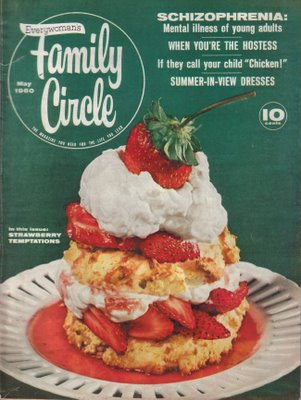 Everywoman's
Family
Circle
May
1960
THE MAGAZINE YOU NEED FOR THE LIFE YOU LEAD
SCHIZOPHRENIA:
Mental illness of young adults
WHEN YOU'RE THE HOSTESS
If they call your child "Chicken!"
SUMMER-IN-VIEW DRESSES
10
cents
In this issue:
STRAWBERRY
TEMPTATIONS